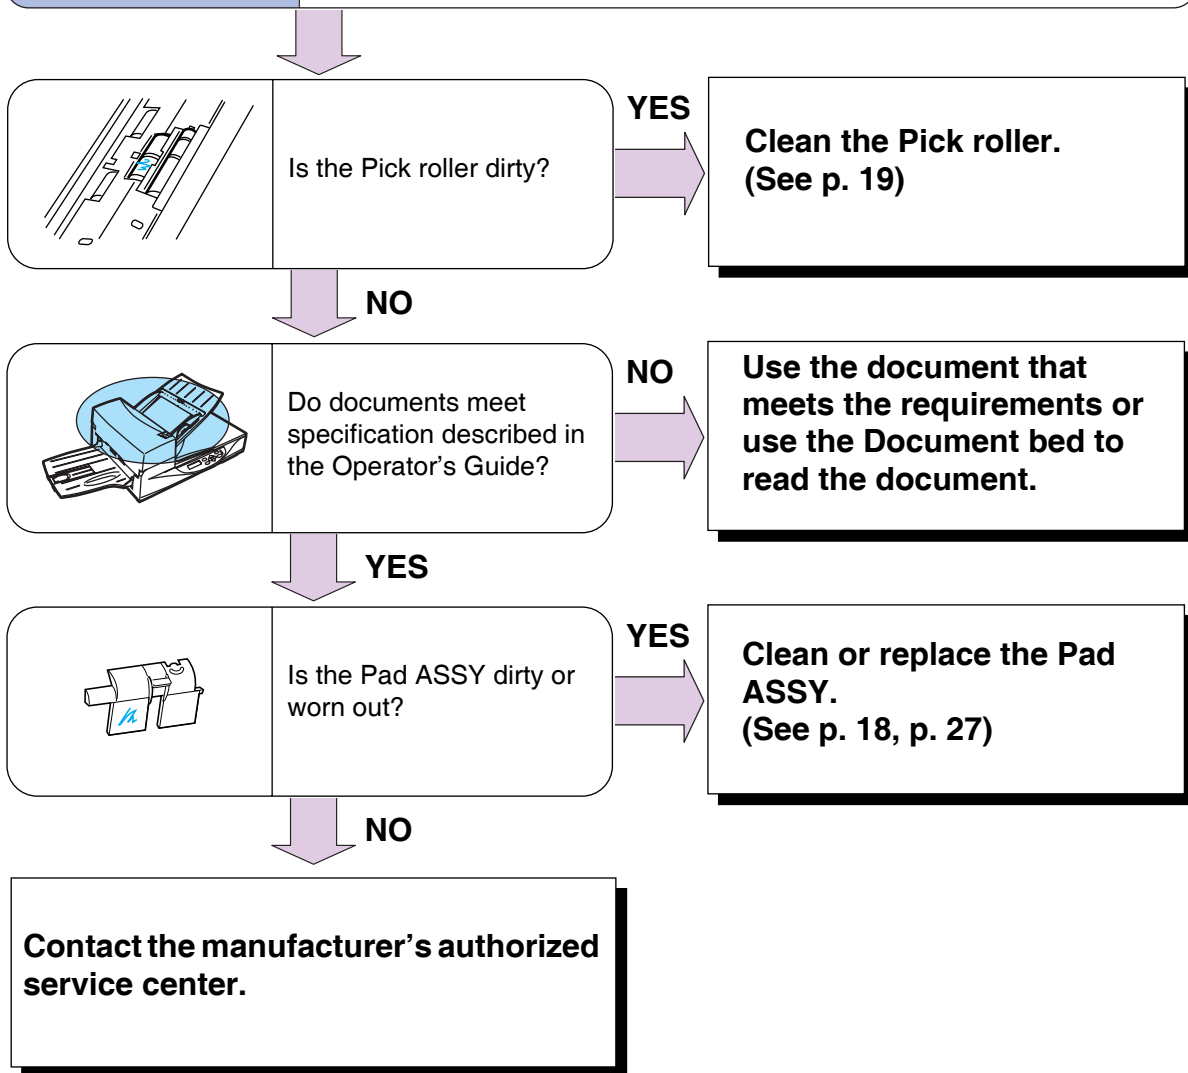 Is the Pick roller dirty?
YES
Clean the Pick roller.
(See p. 19)
NO
Do documents meet
specification described in
the Operator's Guide?
NO
Use the document that
meets the requirements or
use the Document bed to
read the document.
YES
Is the Pad ASSY dirty or
worn out?
YES
Clean or replace the Pad
ASSY.
(See p. 18, p. 27)
NO
Contact the manufacturer's authorized
service center.